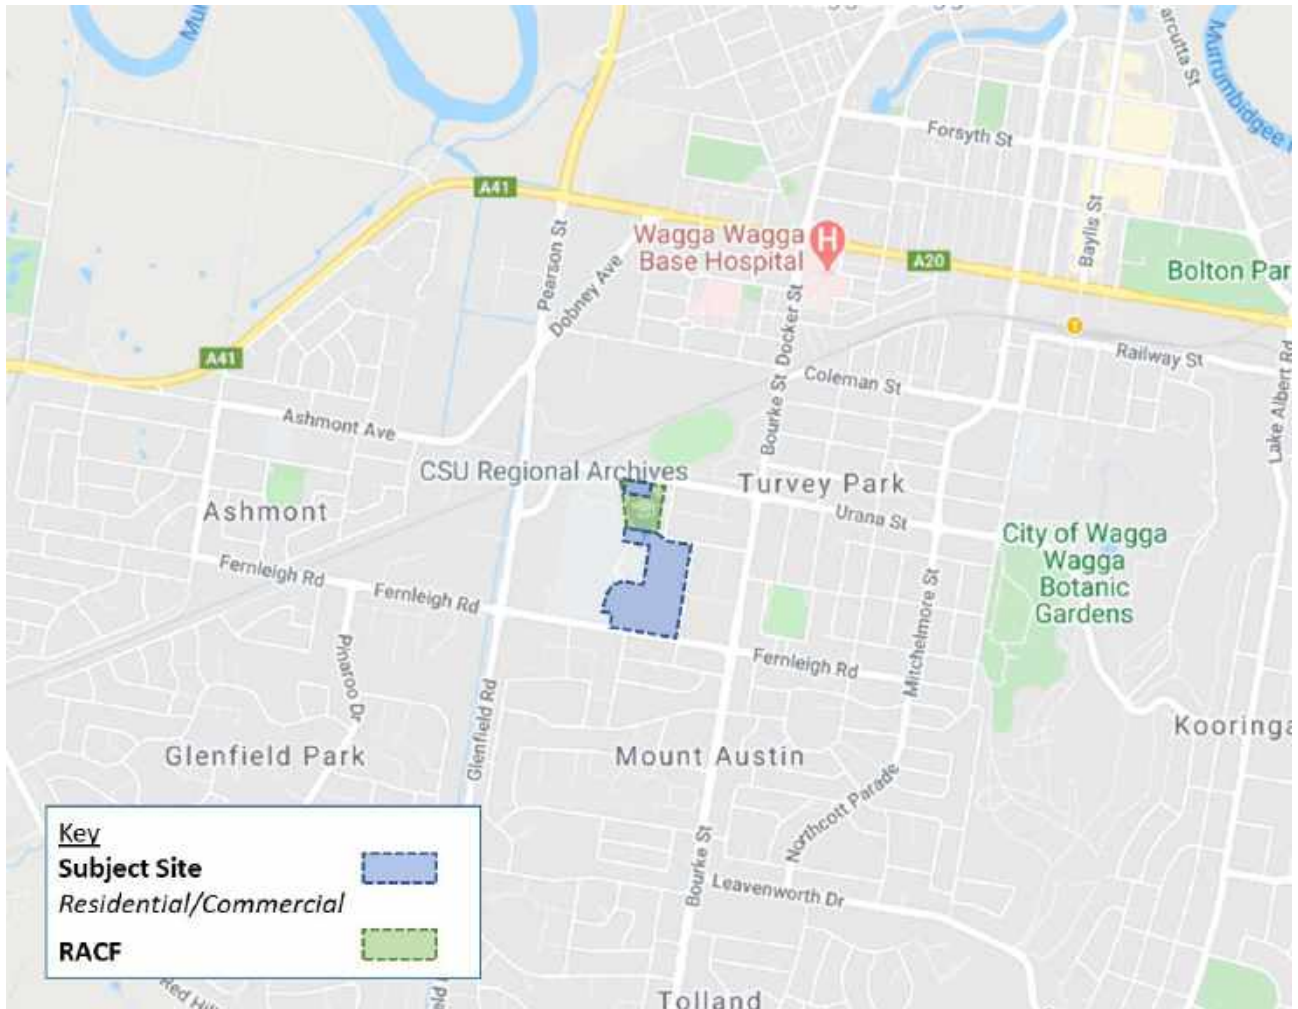 Forsyth St
Murrumbidgee
A41
Pearson St
Dobney Ave
Wagga Wagga
Base Hospital
H
A20
Baylis St
Bolton Par
A41
Docker St
Bourke St
Coleman St
Railway St
Lake Albert Rd
Ashmont Ave
CSU Regional Archives
Turvey Park
Urana St
Ashmont
City of Wagga
Wagga
Botanic
Gardens
Fernleigh Rd
Fernleigh Rd
Fernleigh Rd
Mitchelmore St
Pinaroo Dr
Glenfield Rd
Glenfield Park
Mount Austin
Kooringa
Northcott Parade
Bourke St
Leavenworth Dr
Key
Subject Site
Residential/Commercial
RACF
Tolland